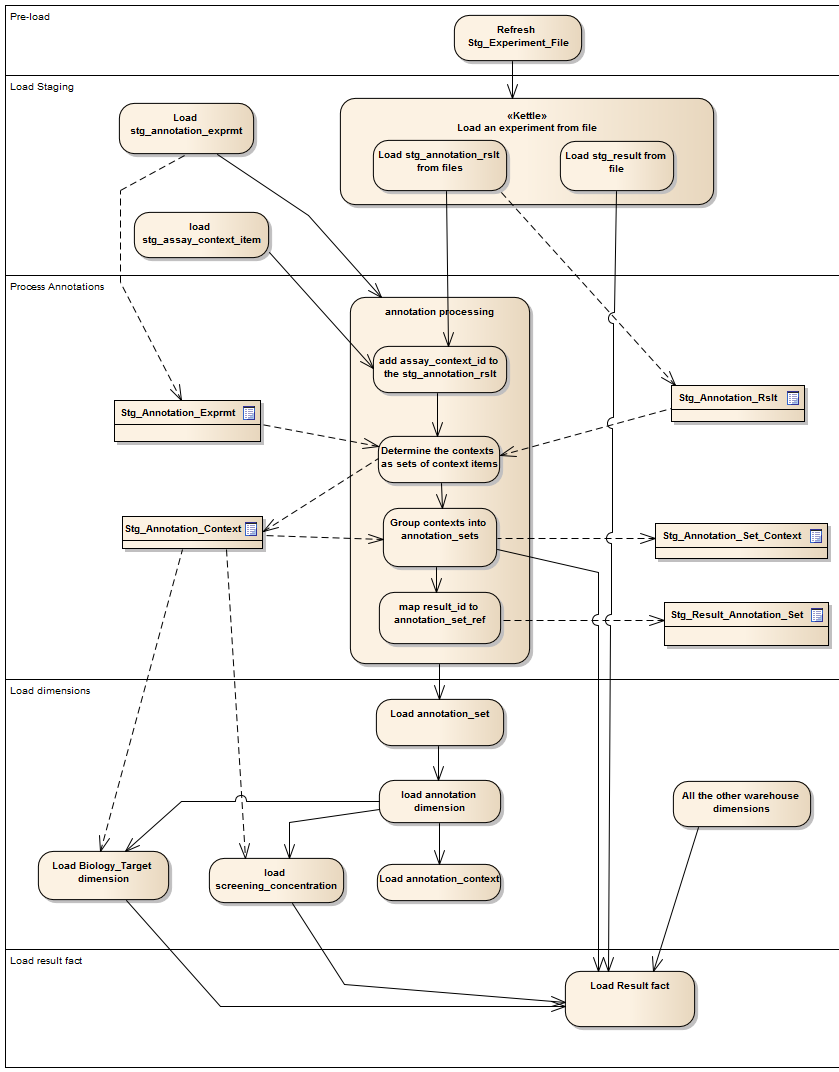 Pre-load
Refresh
Stg_Experiment_File
Load Staging
Load
stg_annotation_exprmt
«Kettle»
Load an experiment from file
Load stg_annotation_rslt
from files
Load stg_result from
file
load
stg_assay_context_item
Process Annotations
annotation processing
add assay_context_id to
the stg_annotation_rslt
Stg_Annotation_Exprmt
Stg_Annotation_Rslt
Determine the contexts
as sets of context items
Stg_Annotation_Context
Group contexts into
annotation_sets
Stg_Annotation_Set_Context
map result_id to
annotation_set_ref
Stg_Result_Annotation_Set
Load dimensions
Load annotation_set
load annotation
dimension
All the other warehouse
dimensions
Load Biology_Target
dimension
load
screening_concentration
Load annotation_context
Load result fact
Load Result fact